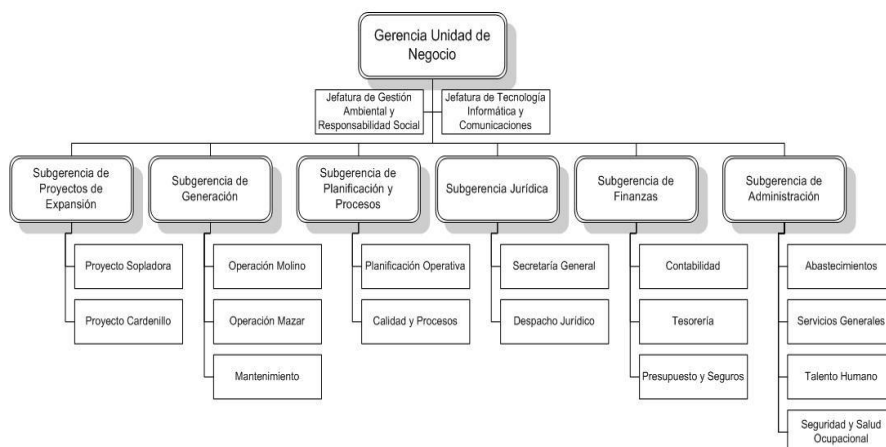 Gerencia Unidad de
Negocio
Jefatura de Gestión
Ambiental y
Responsabilidad Social
Jefatura de Tecnología
Informática y
Comunicaciones
Subgerencia de
Proyectos de
Expansión
Subgerencia de
Generación
Subgerencia de
Planificación y
Procesos
Subgerencia Jurídica
Subgerencia de
Finanzas
Subgerencia de
Administración
Proyecto Sopladora
Operación Molino
Planificación Operativa
Secretaría General
Contabilidad
Abastecimientos
Proyecto Cardenillo
Operación Mazar
Calidad y Procesos
Despacho Jurídico
Tesorería
Servicios Generales
Mantenimiento
Presupuesto y Seguros
Talento Humano
Seguridad y Salud
Ocupacional